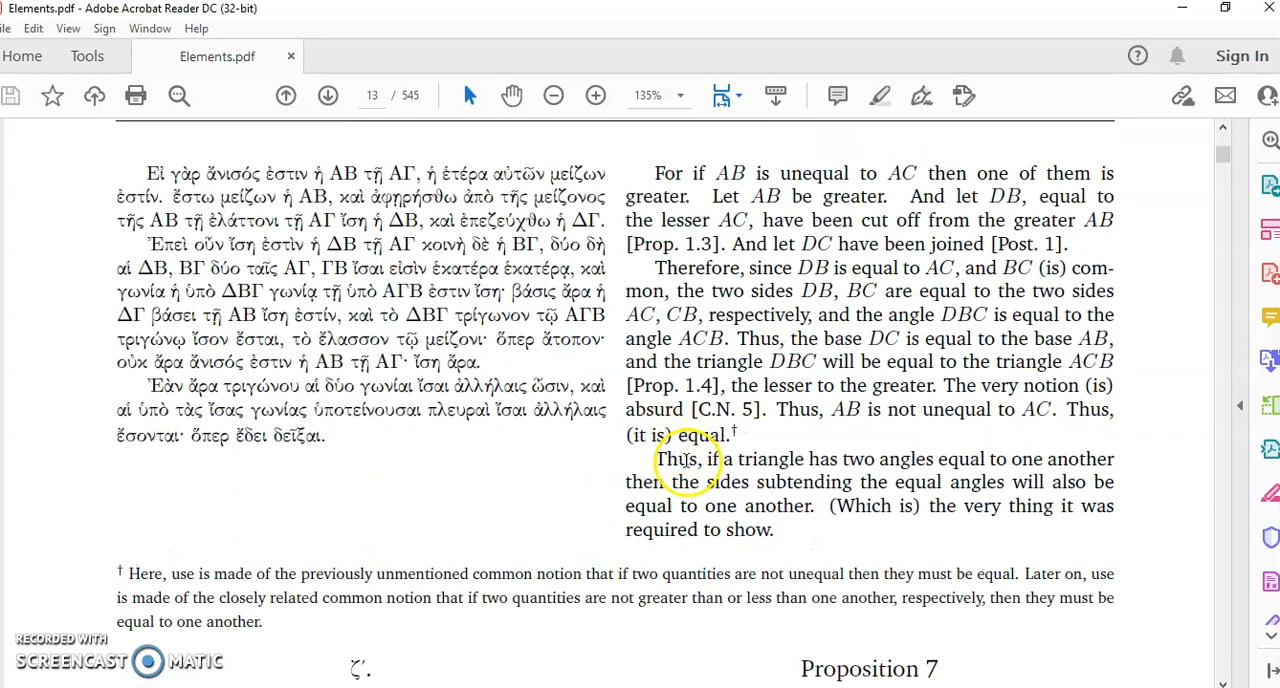 Elements.pdf - Adobe Acrobat Reader DC (32-bit)
ile Edit View Sign Window Help
Home Tools Elements.pdf × Sign In
13 / 545 135%
Εἰ γὰρ ἄνισός ἐστιν ἡ ΑΒ τῇ ΑΓ, ἡ ἑτέρα αὐτῶν μείζων
ἐστίν. ἔστω μείζων ἡ ΑΒ, καὶ ἀφῃρήσθω ἀπὸ τῆς μείζονος
τῆς ΑΒ τῇ ἐλάττονι τῇ ΑΓ ἴση ἡ ΔΒ, καὶ ἐπεζεύχθω ἡ ΔΓ.
Ἐπεὶ οὖν ἴση ἐστὶν ἡ ΔΒ τῇ ΑΓ κοινὴ δὲ ἡ ΒΓ, δύο δὴ
αἱ ΔΒ, ΒΓ δύο ταῖς ΑΓ, ΓΒ ἴσαι εἰσὶν ἑκατέρα ἑκατέρᾳ, καὶ
γωνία ἡ ὑπὸ ΔΒΓ γωνίᾳ τῇ ὑπὸ ΑΓΒ ἐστιν ἴση· βάσις ἄρα ἡ
ΔΓ βάσει τῇ ΑΒ ἴση ἐστίν, καὶ τὸ ΔΒΓ τρίγωνον τῷ ΑΓΒ
τριγώνῳ ἴσον ἔσται, τὸ ἔλασσον τῷ μείζονι· ὅπερ ἄτοπον·
οὐκ ἄρα ἄνισός ἐστιν ἡ ΑΒ τῇ ΑΓ· ἴση ἄρα.
Ἐὰν ἄρα τριγώνου αἱ δύο γωνίαι ἴσαι ἀλλήλαις ὦσιν, καὶ
αἱ ὑπὸ τὰς ἴσας γωνίας ὑποτείνουσαι πλευραὶ ἴσαι ἀλλήλαις
ἔσονται· ὅπερ ἔδει δεῖξαι.
For if AB is unequal to AC then one of them is
greater. Let AB be greater. And let DB, equal to
the lesser AC, have been cut off from the greater AB
[Prop. 1.3]. And let DC have been joined [Post. 1].
Therefore, since DB is equal to AC, and BC (is) com-
mon, the two sides DB, BC are equal to the two sides
AC, CB, respectively, and the angle DBC is equal to the
angle ACB. Thus, the base DC is equal to the base AB,
and the triangle DBC will be equal to the triangle ACB
[Prop. 1.4], the lesser to the greater. The very notion (is)
absurd [C.N. 5]. Thus, AB is not unequal to AC. Thus,
(it is) equal.†
Thus, if a triangle has two angles equal to one another
then the sides subtending the equal angles will also be
equal to one another. (Which is) the very thing it was
required to show.
† Here, use is made of the previously unmentioned common notion that if two quantities are not unequal then they must be equal. Later on, use
is made of the closely related common notion that if two quantities are not greater than or less than one another, respectively, then they must be
equal to one another.
ζʹ.
Proposition 7
RECORDED WITH
SCREENCAST MATIC